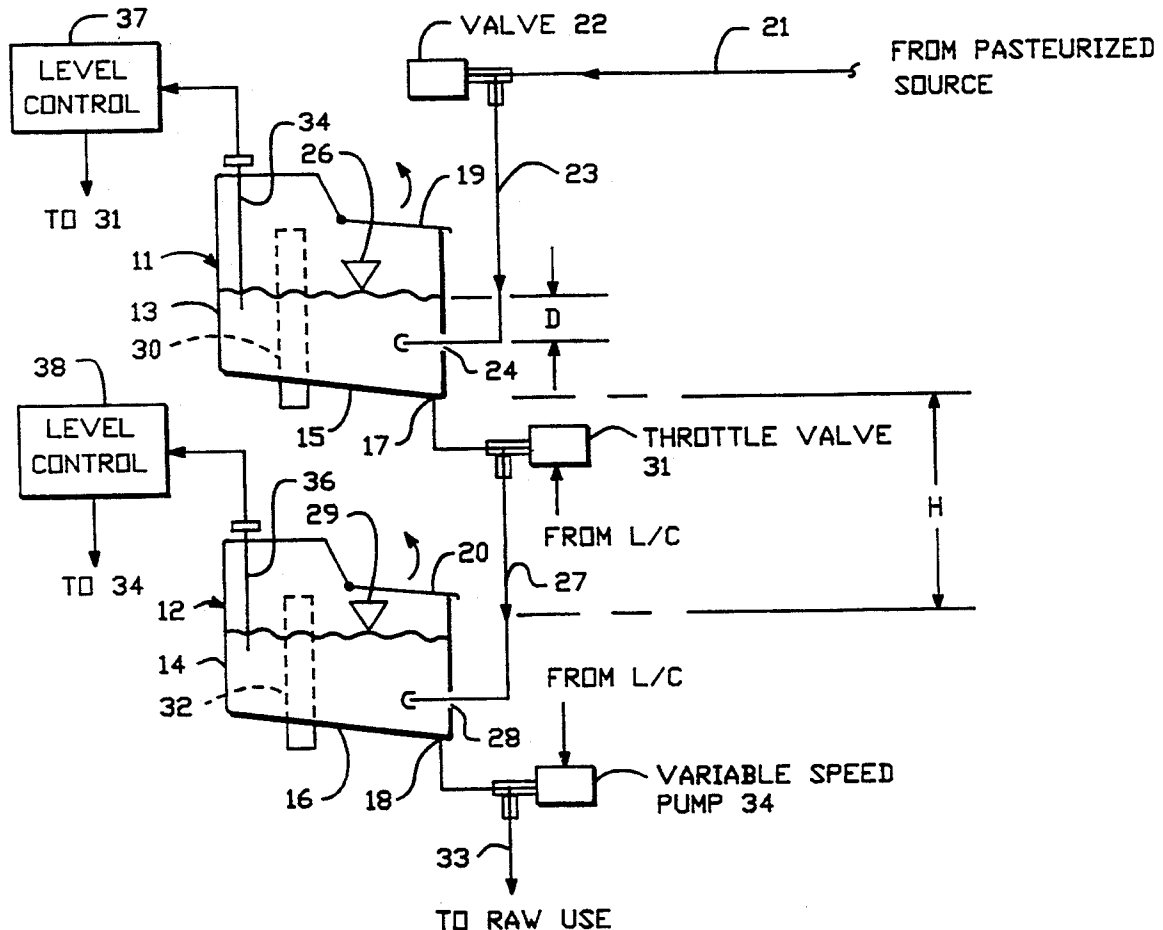 37
LEVEL
CONTROL
TO 31
VALVE 22
21
FROM PASTEURIZED
SOURCE
34
26
19
23
11
13
30
D
24
15
17
THROTTLE VALVE
31
FROM L/C
H
38
LEVEL
CONTROL
TO 34
36
29
20
27
12
14
32
FROM L/C
28
16
18
VARIABLE SPEED
PUMP 34
33
TO RAW USE